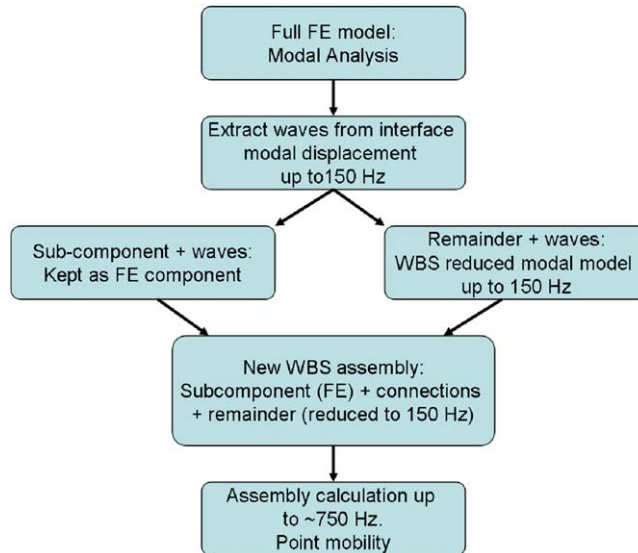 Full FE model:
Modal Analysis
Extract waves from interface
modal displacement
up to150 Hz
Sub-component + waves:
Kept as FE component
Remainder + waves:
WBS reduced modal model
up to 150 Hz
New WBS assembly:
Subcomponent (FE) + connections
+ remainder (reduced to 150 Hz)
Assembly calculation up
to ~750 Hz.
Point mobility